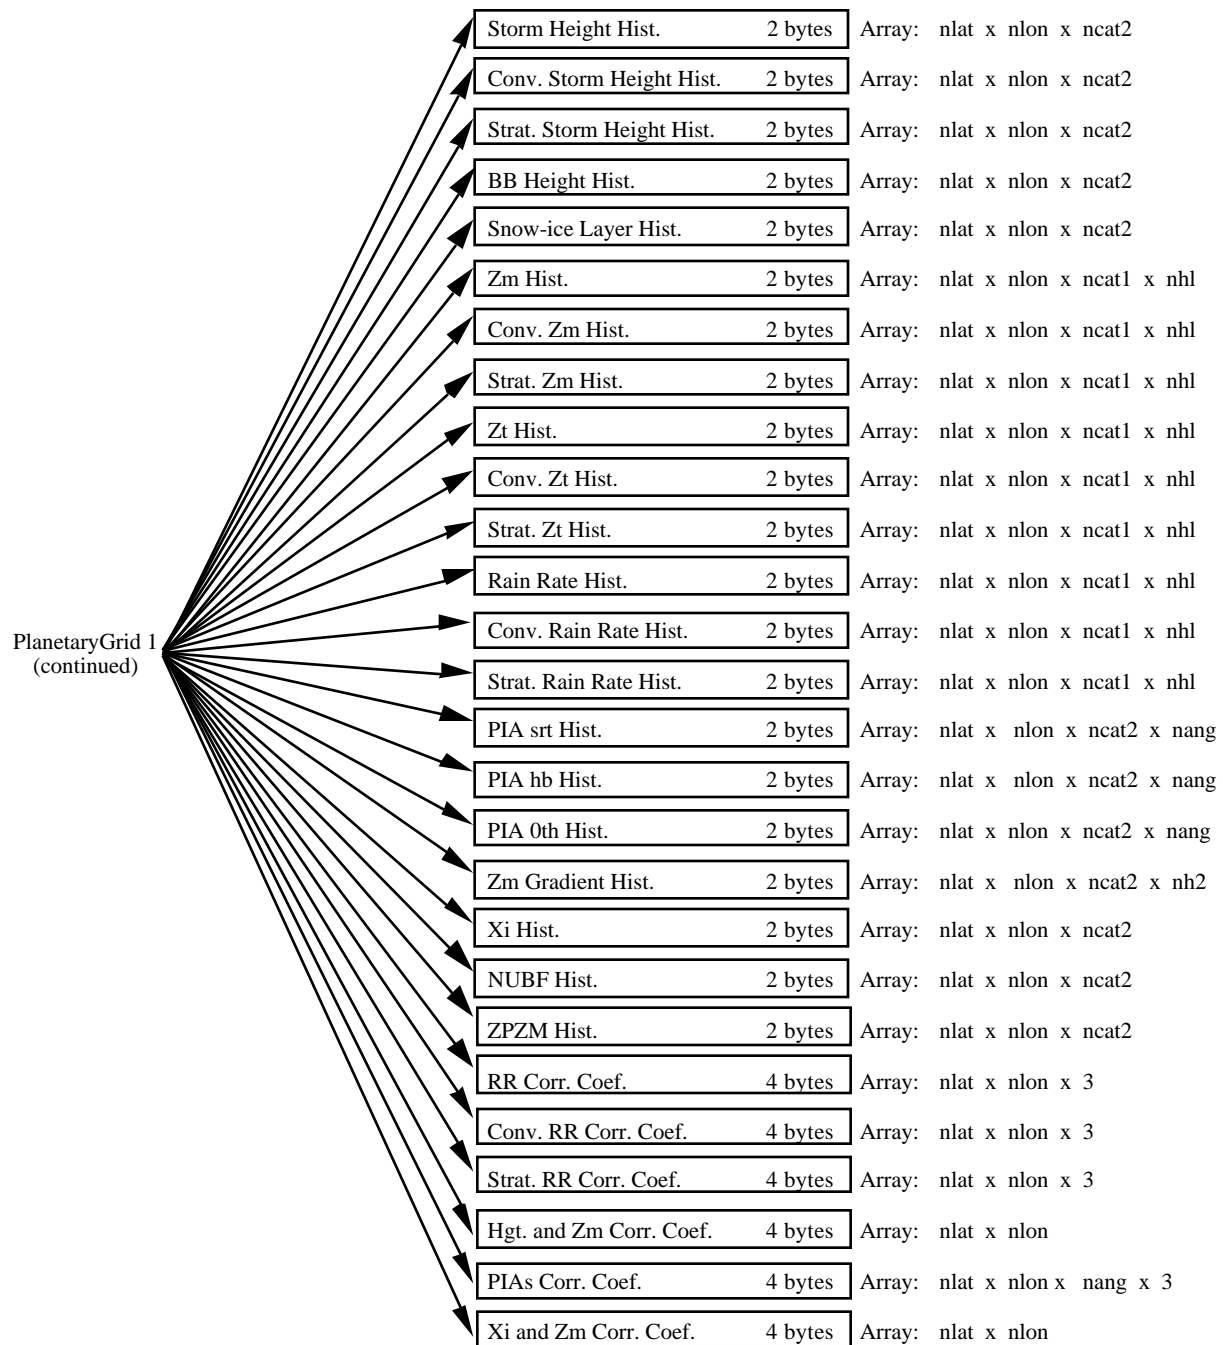 Storm Height Hist. 2 bytes Array: nlat x nlon x ncat2
Conv. Storm Height Hist. 2 bytes Array: nlat x nlon x ncat2
Strat. Storm Height Hist. 2 bytes Array: nlat x nlon x ncat2
BB Height Hist. 2 bytes Array: nlat x nlon x ncat2
Snow-ice Layer Hist. 2 bytes Array: nlat x nlon x ncat2
Zm Hist. 2 bytes Array: nlat x nlon x ncat1 x nhl
Conv. Zm Hist. 2 bytes Array: nlat x nlon x ncat1 x nhl
Strat. Zm Hist. 2 bytes Array: nlat x nlon x ncat1 x nhl
Zt Hist. 2 bytes Array: nlat x nlon x ncat1 x nhl
Conv. Zt Hist. 2 bytes Array: nlat x nlon x ncat1 x nhl
Strat. Zt Hist. 2 bytes Array: nlat x nlon x ncat1 x nhl
Rain Rate Hist. 2 bytes Array: nlat x nlon x ncat1 x nhl
Conv. Rain Rate Hist. 2 bytes Array: nlat x nlon x ncat1 x nhl
PlanetaryGrid 1
(continued)
Strat. Rain Rate Hist. 2 bytes Array: nlat x nlon x ncat1 x nhl
PIA srt Hist. 2 bytes Array: nlat x nlon x ncat2 x nang
PIA hb Hist. 2 bytes Array: nlat x nlon x ncat2 x nang
PIA 0th Hist. 2 bytes Array: nlat x nlon x ncat2 x nang
Zm Gradient Hist. 2 bytes Array: nlat x nlon x ncat2 x nh2
Xi Hist. 2 bytes Array: nlat x nlon x ncat2
NUBF Hist. 2 bytes Array: nlat x nlon x ncat2
ZPZM Hist. 2 bytes Array: nlat x nlon x ncat2
RR Corr. Coef. 4 bytes Array: nlat x nlon x 3
Conv. RR Corr. Coef. 4 bytes Array: nlat x nlon x 3
Strat. RR Corr. Coef. 4 bytes Array: nlat x nlon x 3
Hgt. and Zm Corr. Coef. 4 bytes Array: nlat x nlon
PIAs Corr. Coef. 4 bytes Array: nlat x nlon x nang x 3
Xi and Zm Corr. Coef. 4 bytes Array: nlat x nlon